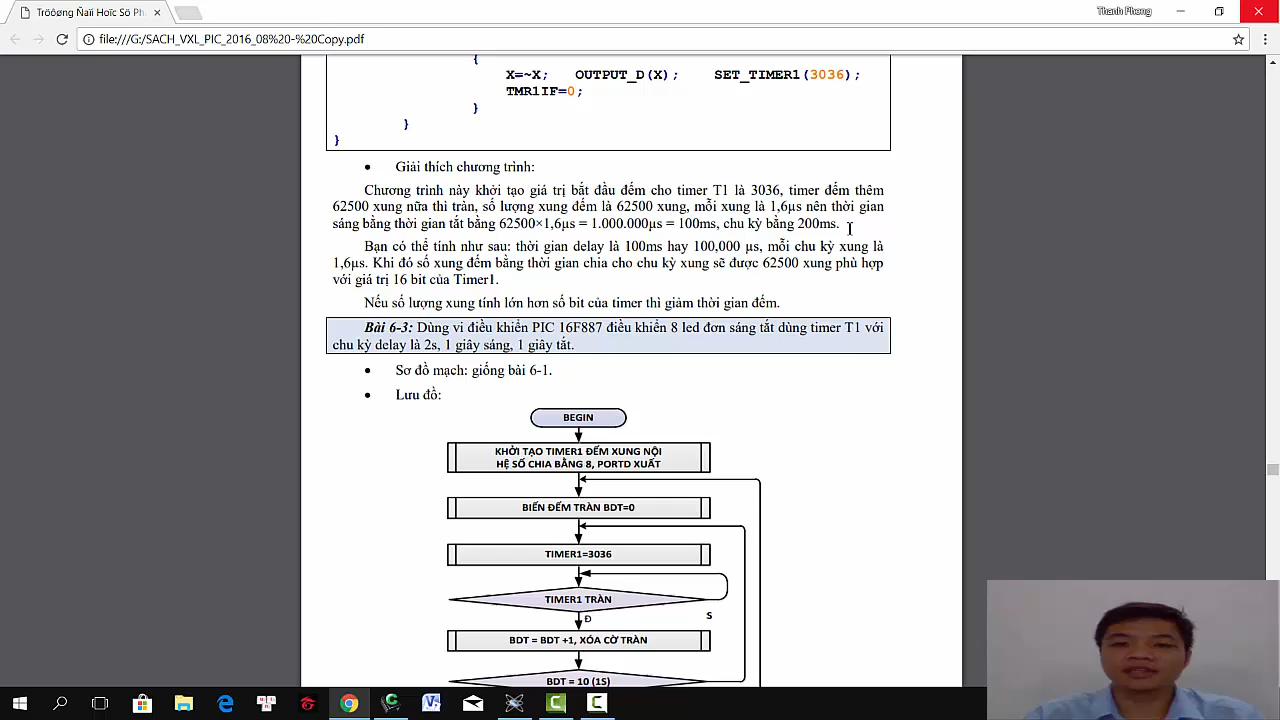 Tröôøng Ñaïi Hoïc Sö Ph
Thanh Phong
file:///G:/SACH_VXL_PIC_2016_08%20-%20Copy.pdf
{
X=~X; OUTPUT_D(X); SET_TIMER1(3036);
TMR1IF=0;
}
}
}
• Giải thích chương trình:
Chương trình này khởi tạo giá trị bắt đầu đếm cho timer T1 là 3036, timer đếm thêm
62500 xung nữa thì tràn, số lượng xung đếm là 62500 xung, mỗi xung là 1,6µs nên thời gian
sáng bằng thời gian tắt bằng 62500×1,6µs = 1.000.000µs = 100ms, chu kỳ bằng 200ms.
Bạn có thể tính như sau: thời gian delay là 100ms hay 100,000 µs, mỗi chu kỳ xung là
1,6µs. Khi đó số xung đếm bằng thời gian chia cho chu kỳ xung sẽ được 62500 xung phù hợp
với giá trị 16 bit của Timer1.
Nếu số lượng xung tính lớn hơn số bit của timer thì giảm thời gian đếm.
Bài 6-3: Dùng vi điều khiển PIC 16F887 điều khiển 8 led đơn sáng tắt dùng timer T1 với
chu kỳ delay là 2s, 1 giây sáng, 1 giây tắt.
• Sơ đồ mạch: giống bài 6-1.
• Lưu đồ:
BEGIN
KHỞI TẠO TIMER1 ĐẾM XUNG NỘI
HỆ SỐ CHIA BẰNG 8, PORTD XUẤT
BIẾN ĐẾM TRÀN BDT=0
TIMER1=3036
TIMER1 TRÀN
S
Đ
BDT = BDT +1, XÓA CỜ TRÀN
BDT = 10 (1S)